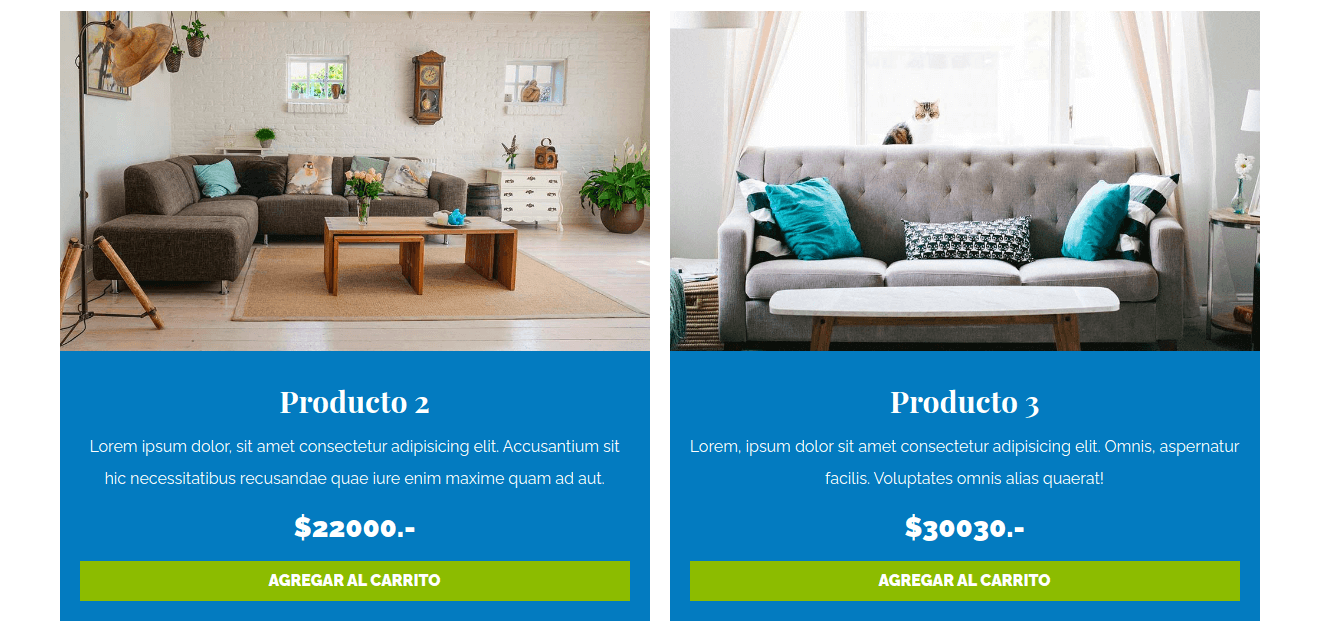 Producto 2
Lorem ipsum dolor, sit amet consectetur adipisicing elit. Accusantium sit
hic necessitatibus recusandae quae iure enim maxime quam ad aut.
$22000.-
AGREGAR AL CARRITO
Producto 3
Lorem, ipsum dolor sit amet consectetur adipisicing elit. Omnis, aspernatur
facilis. Voluptates omnis alias quaerat!
$30030.-
AGREGAR AL CARRITO